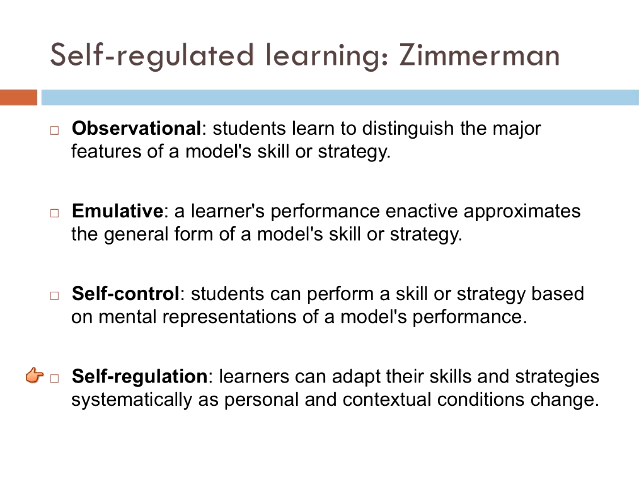 Self-regulated learning: Zimmerman
Observational: students learn to distinguish the major
features of a model's skill or strategy.
Emulative: a learner's performance enactive approximates
the general form of a model's skill or strategy.
Self-control: students can perform a skill or strategy based
on mental representations of a model's performance.
Self-regulation: learners can adapt their skills and strategies
systematically as personal and contextual conditions change.